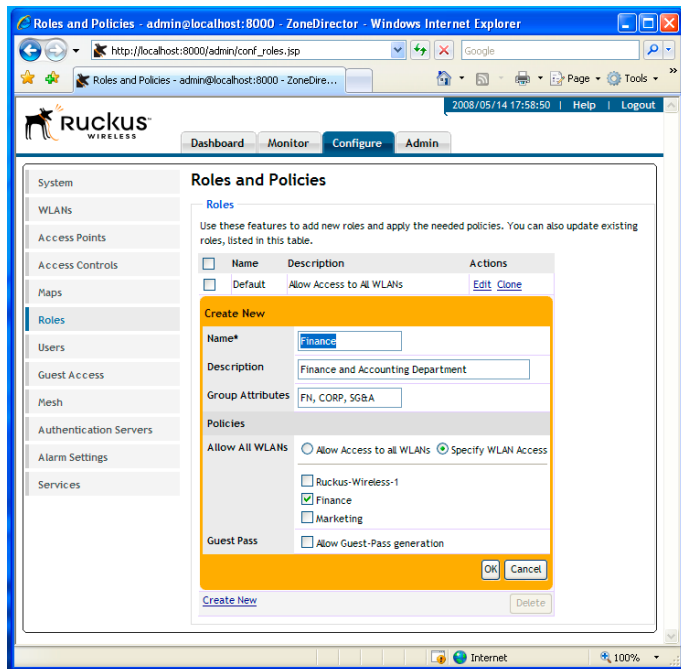 Roles and Policies - admin@localhost:8000 - ZoneDirector - Windows Internet Explorer
http://localhost:8000/admin/conf_roles.jsp
Google
Roles and Policies - admin@localhost:8000 - ZoneDire...
Page
Tools
»
2008/05/14 17:58:50 | Help | Logout
Ruckus
WIRELESS
Dashboard
Monitor
Configure
Admin
System
WLANs
Access Points
Access Controls
Maps
Roles
Users
Guest Access
Mesh
Authentication Servers
Alarm Settings
Services
Roles and Policies
Roles
Use these features to add new roles and apply the needed policies. You can also update existing
roles, listed in this table.
Name Description Actions
Default Allow Access to All WLANs Edit Clone
Create New
Name* Finance
Description Finance and Accounting Department
Group Attributes FN, CORP, SG&A
Policies
Allow All WLANs Allow Access to all WLANs Specify WLAN Access
Ruckus-Wireless-1
Finance
Marketing
Guest Pass Allow Guest-Pass generation
OK Cancel
Create New Delete
Internet 100%